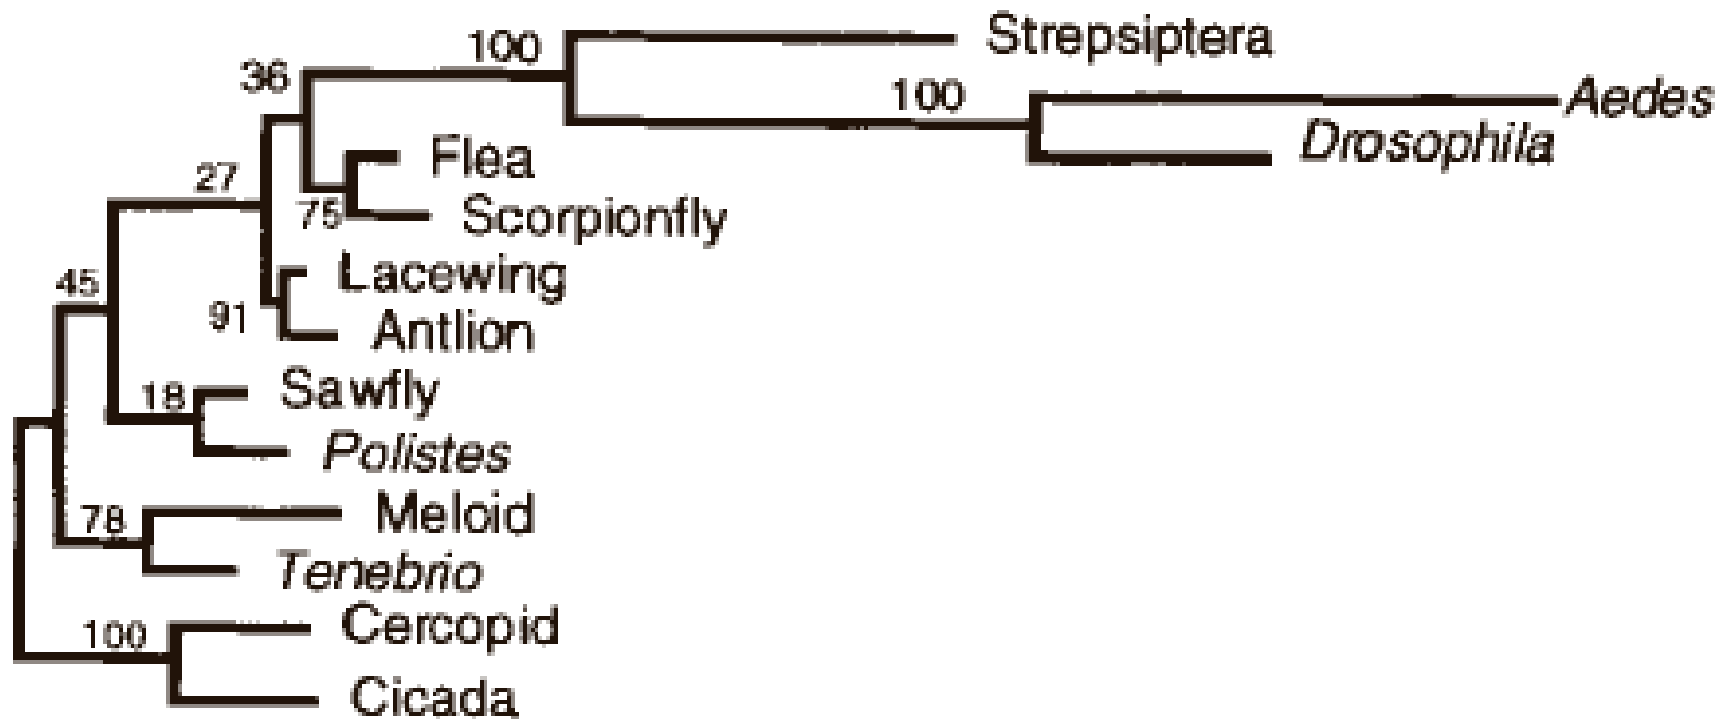 100 Strepsiptera
36
100 Aedes
Drosophila
Flea
27
75 Scorpionfly
Lacewing
45
91 Antlion
18 Sawfly
Polistes
78 Meloid
Tenebrio
100 Cercopid
Cicada